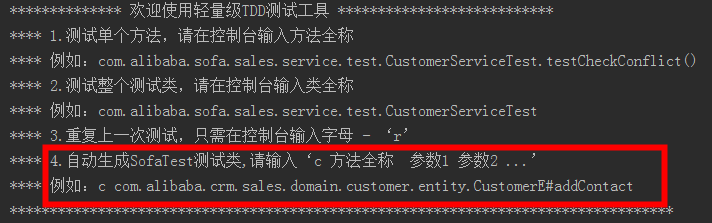 ************** 欢迎使用轻量级TDD测试工具 ***************************
**** 1.测试单个方法，请在控制台输入方法全称
**** 例如：com.alibaba.sofa.sales.service.test.CustomerServiceTest.testCheckConflict()
**** 2.测试整个测试类，请在控制台输入类全称
**** 例如：com.alibaba.sofa.sales.service.test.CustomerServiceTest
**** 3.重复上一次测试，只需在控制台输入字母 - ‘r’
**** 4.自动生成SofaTest测试类,请输入 ‘c 方法全称  参数1 参数2 ...’
**** 例如：c com.alibaba.crm.sales.domain.customer.entity.CustomerE#addContact
***********************************************************************************